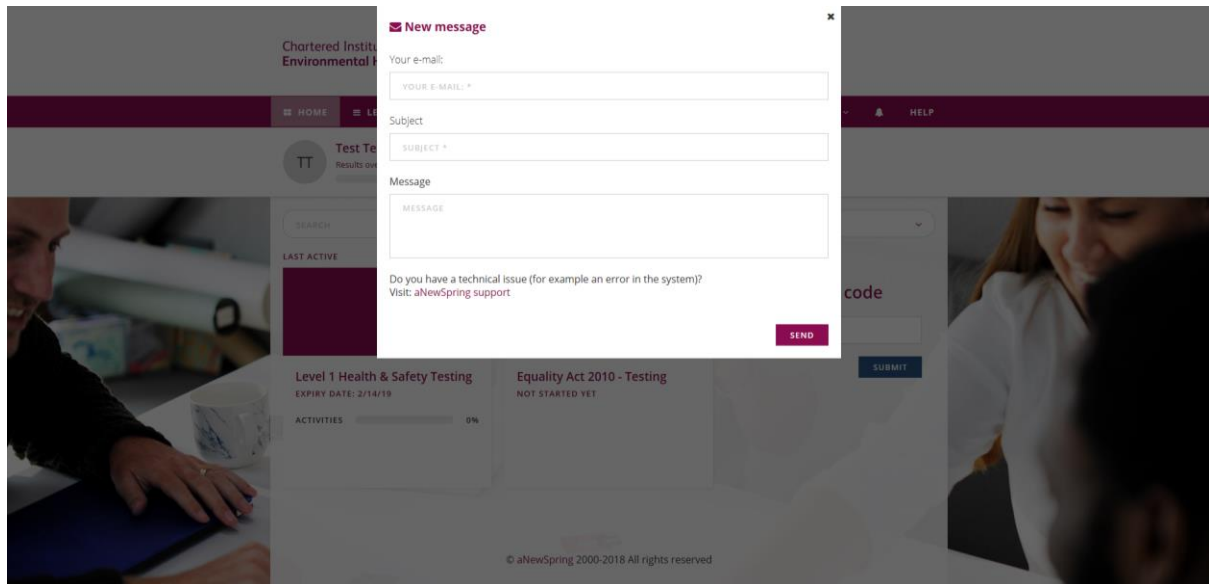 New message
×
Chartered Institu
Environmental H
Your e-mail:
YOUR E-MAIL: *
HOME
LE
HELP
Subject
SUBJECT *
TT
Test Te
Results ove
Message
MESSAGE
SEARCH
LAST ACTIVE
Do you have a technical issue (for example an error in the system)?
Visit: aNewSpring support
code
SEND
SUBMIT
Level 1 Health & Safety Testing
EXPIRY DATE: 2/14/19
ACTIVITIES 0%
Equality Act 2010 - Testing
NOT STARTED YET
© aNewSpring 2000-2018 All rights reserved